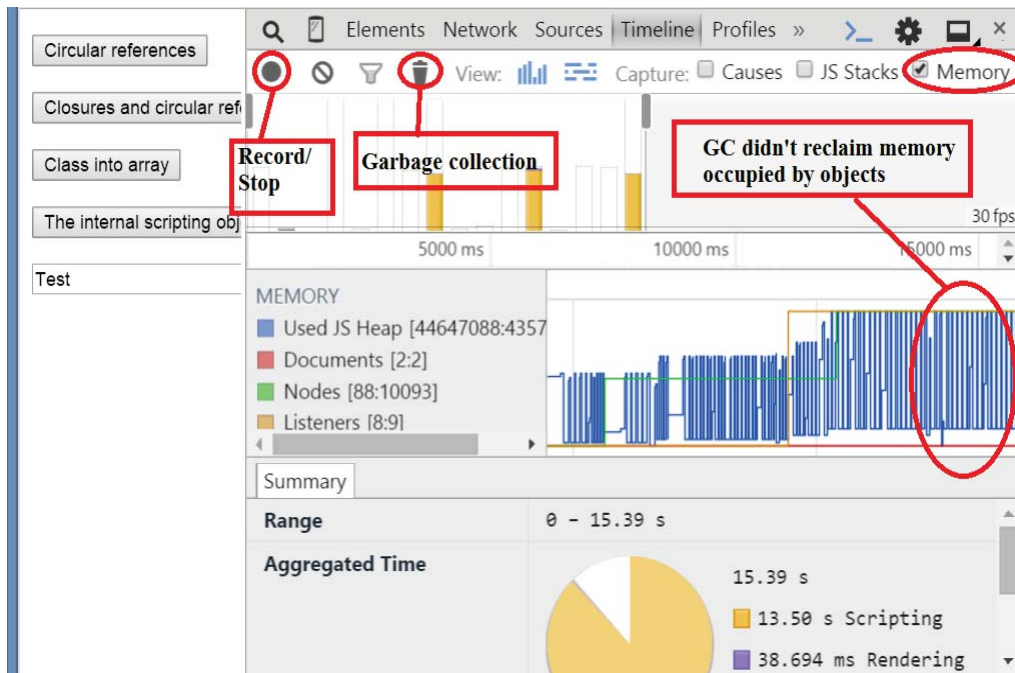 Circular references
Closures and circular ref
Class into array
The internal scripting obj
Test
Elements Network Sources Timeline Profiles »
View: Capture: Causes JS Stacks Memory
Record/
Stop
Garbage collection
GC didn't reclaim memory
occupied by objects
30 fps
5000 ms 10000 ms 15000 ms
MEMORY
Used JS Heap [44647088:4357
Documents [2:2]
Nodes [88:10093]
Listeners [8:9]
Summary
Range 0 – 15.39 s
Aggregated Time
15.39 s
13.50 s Scripting
38.694 ms Rendering